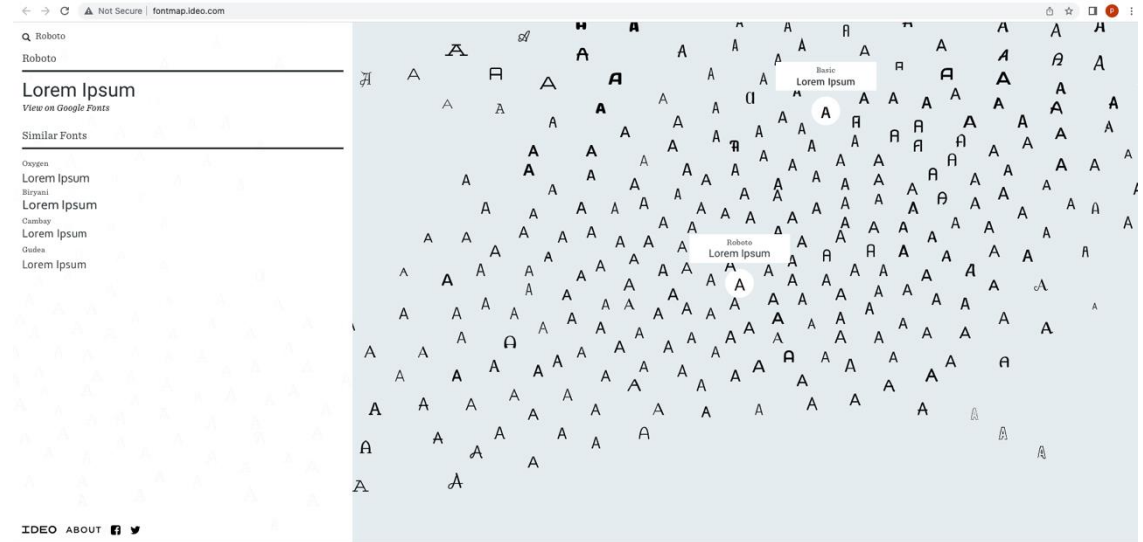 Not Secure | fontmap.ideo.com
Roboto
Roboto
Lorem Ipsum
View on Google Fonts
Similar Fonts
Oxygen
Lorem Ipsum
Biryani
Lorem Ipsum
Cambay
Lorem Ipsum
Gudea
Lorem Ipsum
IDEO ABOUT
Basic
Lorem Ipsum
Roboto
Lorem Ipsum